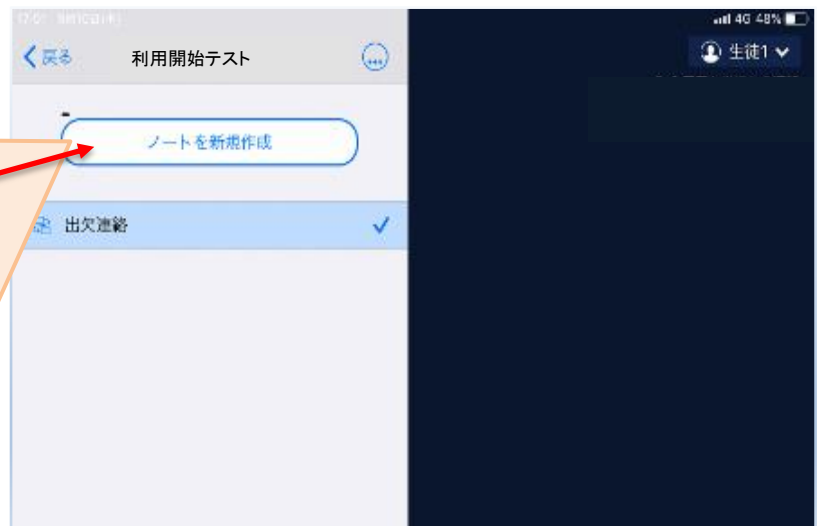 4G 48%
戻る
利用開始テスト
生徒1
ノートを新規作成
出欠連絡